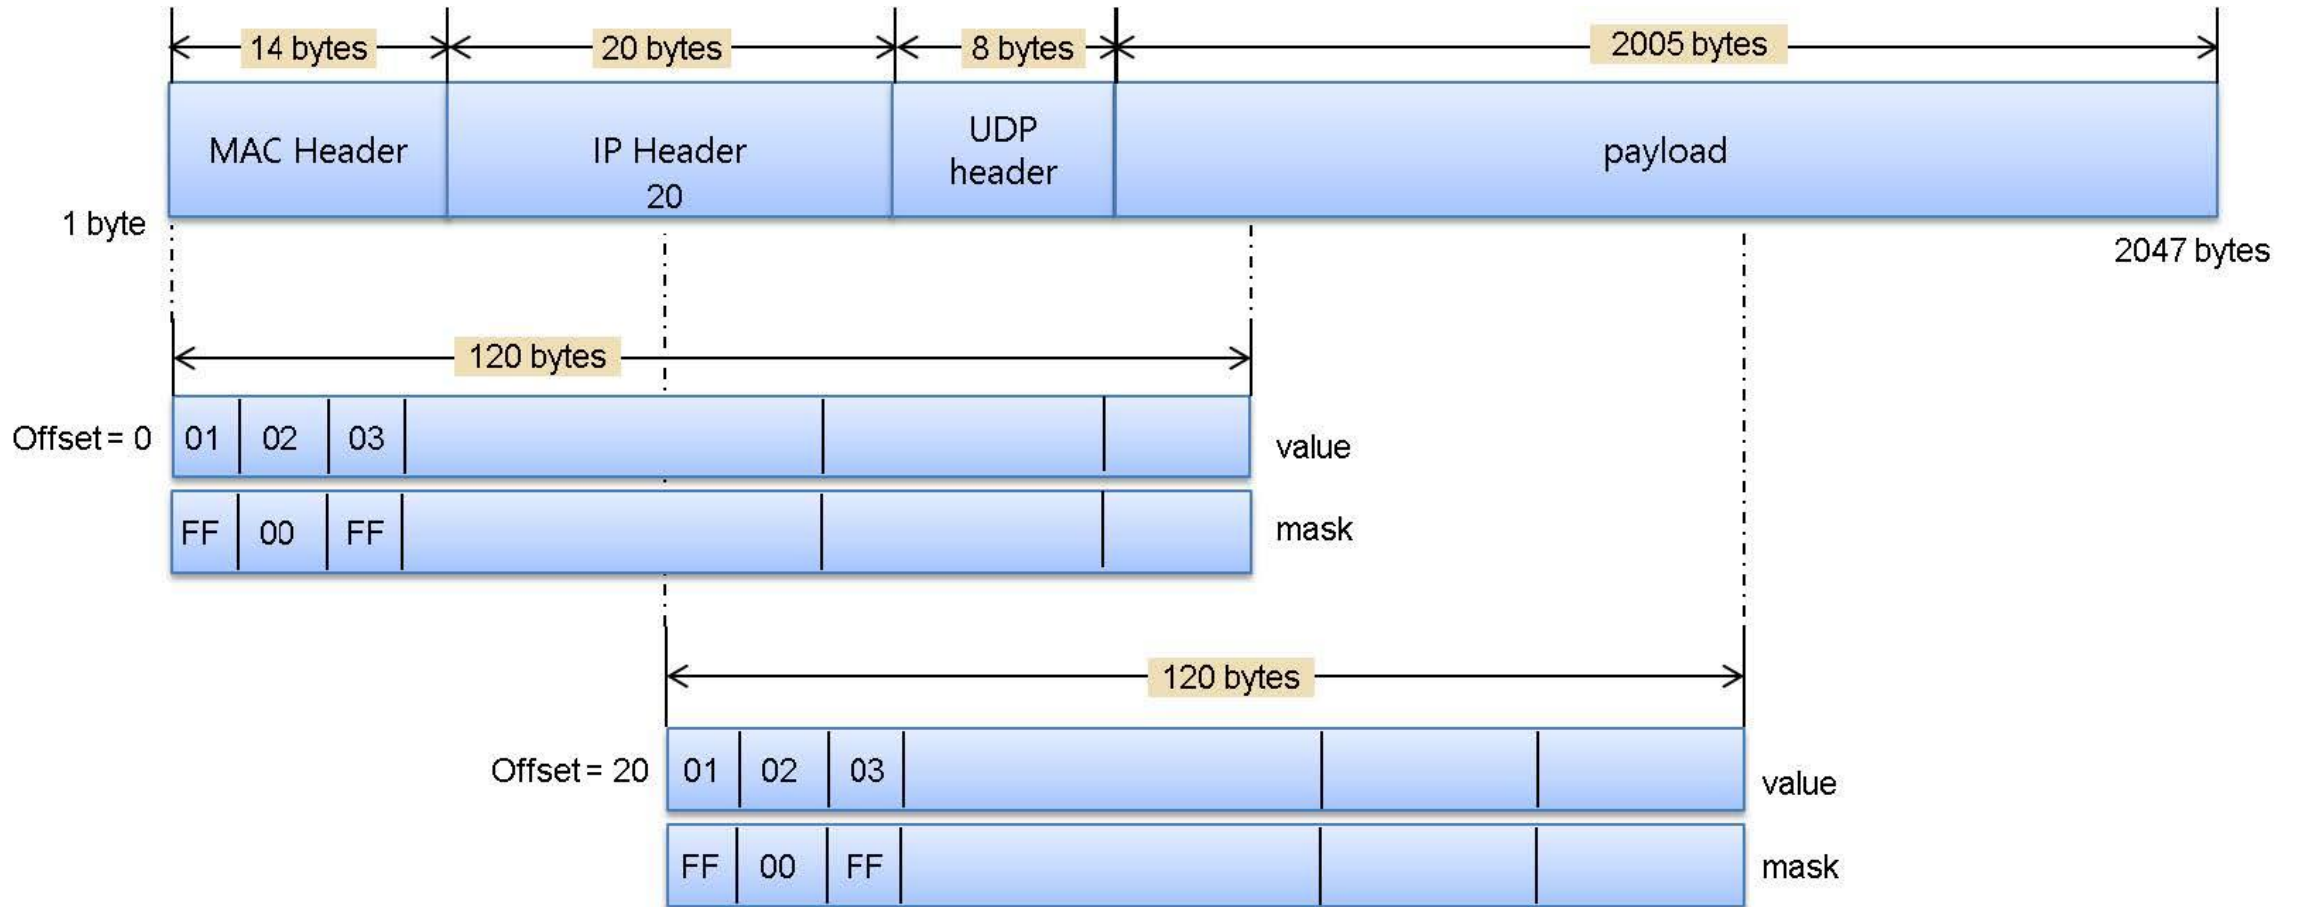 14 bytes
20 bytes
8 bytes
2005 bytes
MAC Header
IP Header
20
UDP
header
payload
1 byte
2047 bytes
120 bytes
Offset = 0
01
02
03
value
FF
00
FF
mask
120 bytes
Offset = 20
01
02
03
value
FF
00
FF
mask